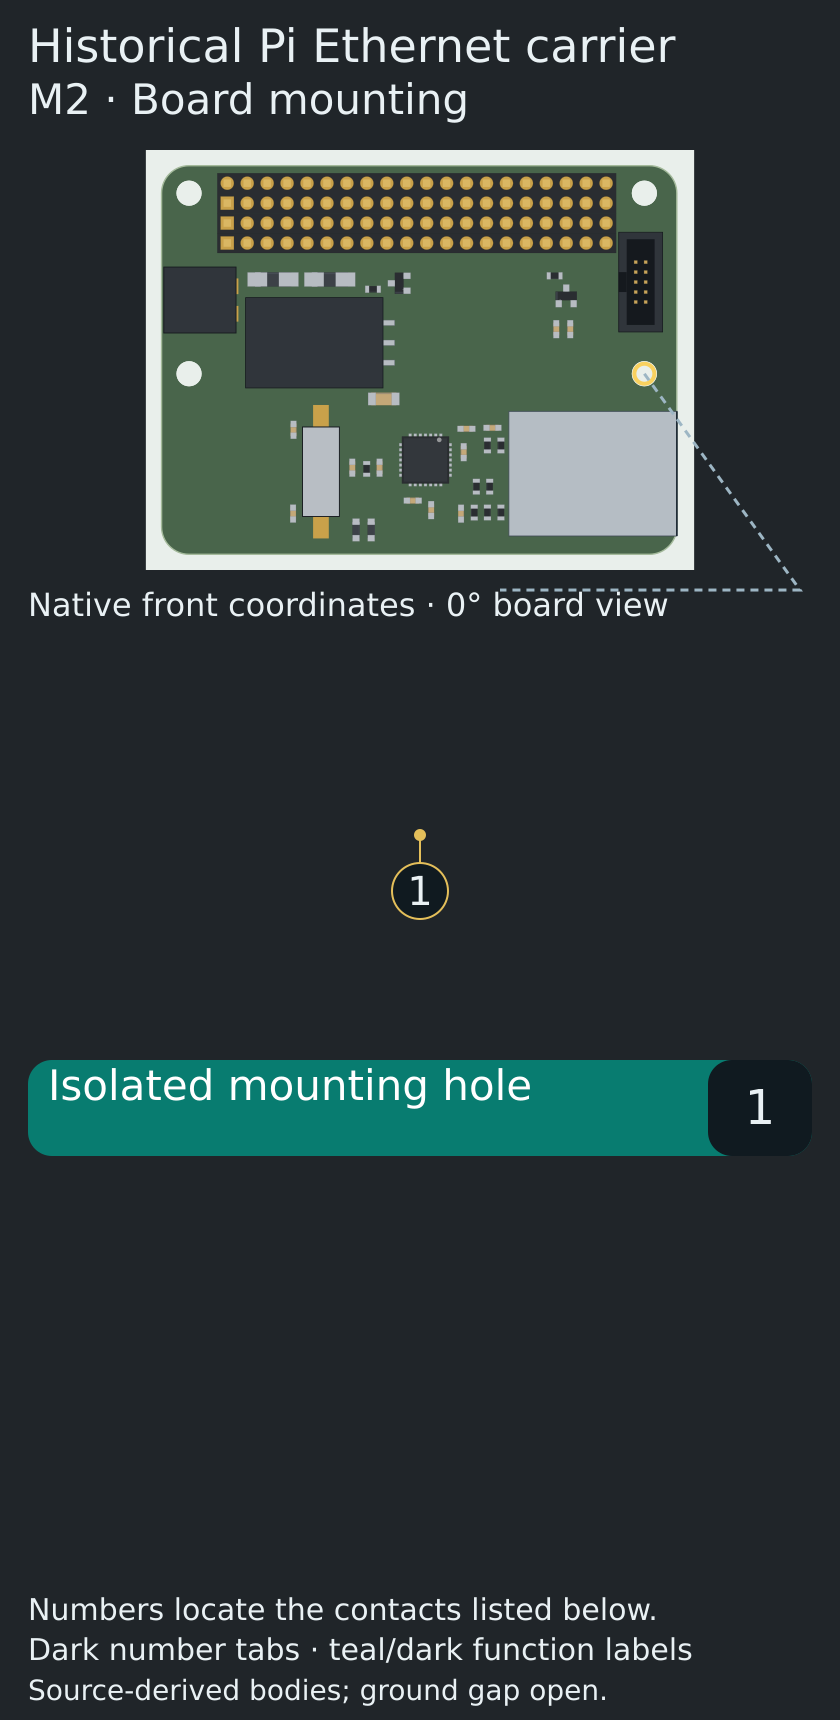 Historical Pi Ethernet carrier
M2 · Board mounting
Native front coordinates · 0° board view
1
Isolated mounting hole
1
Numbers locate the contacts listed below.
Dark number tabs · teal/dark function labels
Source-derived bodies; ground gap open.